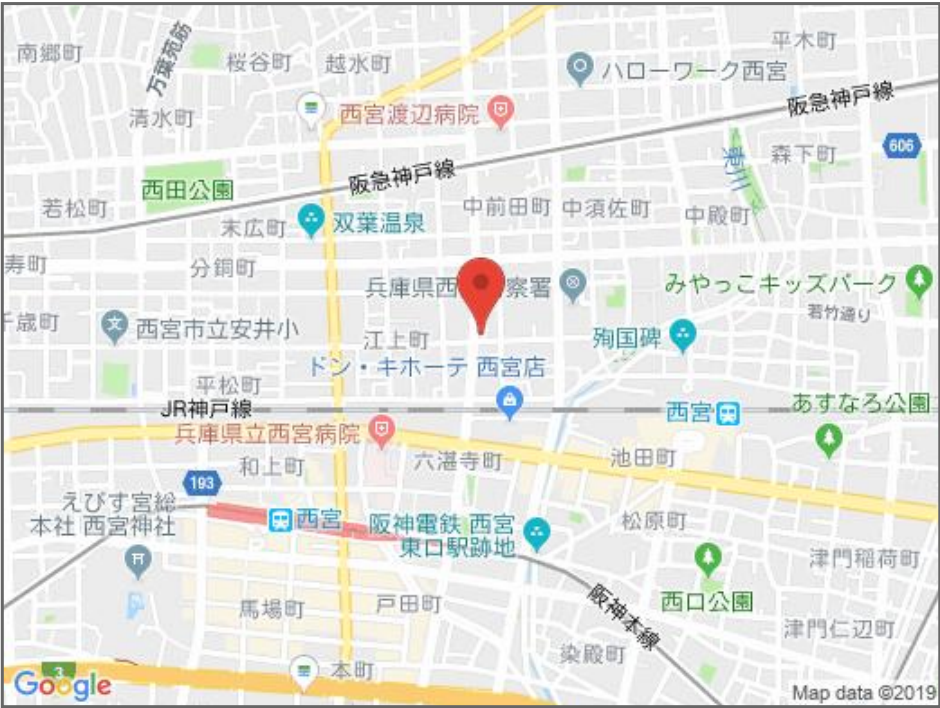 南郷町
万葉苑筋
桜谷町
越水町
平木町
ハローワーク西宮
清水町
西宮渡辺病院
阪急神戸線
606
森下町
東川
阪急神戸線
西田公園
若松町
末広町
双葉温泉
中前田町
中須佐町
中殿町
寿町
分銅町
兵庫県西
察署
みやっこキッズパーク
若竹通り
千歳町
文
西宮市立安井小
江上町
殉国碑
ドン・キホーテ 西宮店
平松町
JR神戸線
西宮
あすなろ公園
兵庫県立西宮病院
和上町
六湛寺町
池田町
193
えびす宮総
本社 西宮神社
西宮
阪神電鉄 西宮
東口駅跡地
松原町
津門稲荷町
馬場町
戸田町
阪神本線
西口公園
津門仁辺町
染殿町
本町
3
Google
Map data ©2019